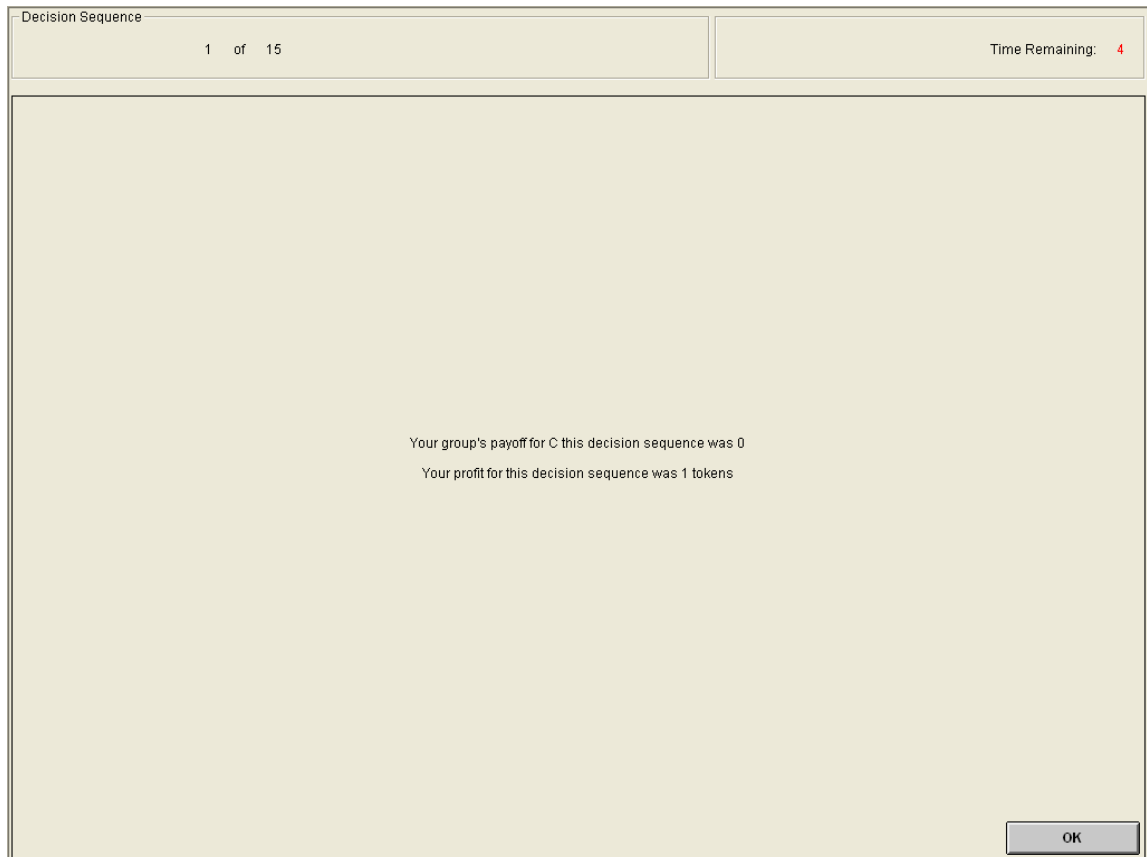 Decision Sequence
1 of 15
Time Remaining: 4
Your group's payoff for C this decision sequence was 0
Your profit for this decision sequence was 1 tokens
OK